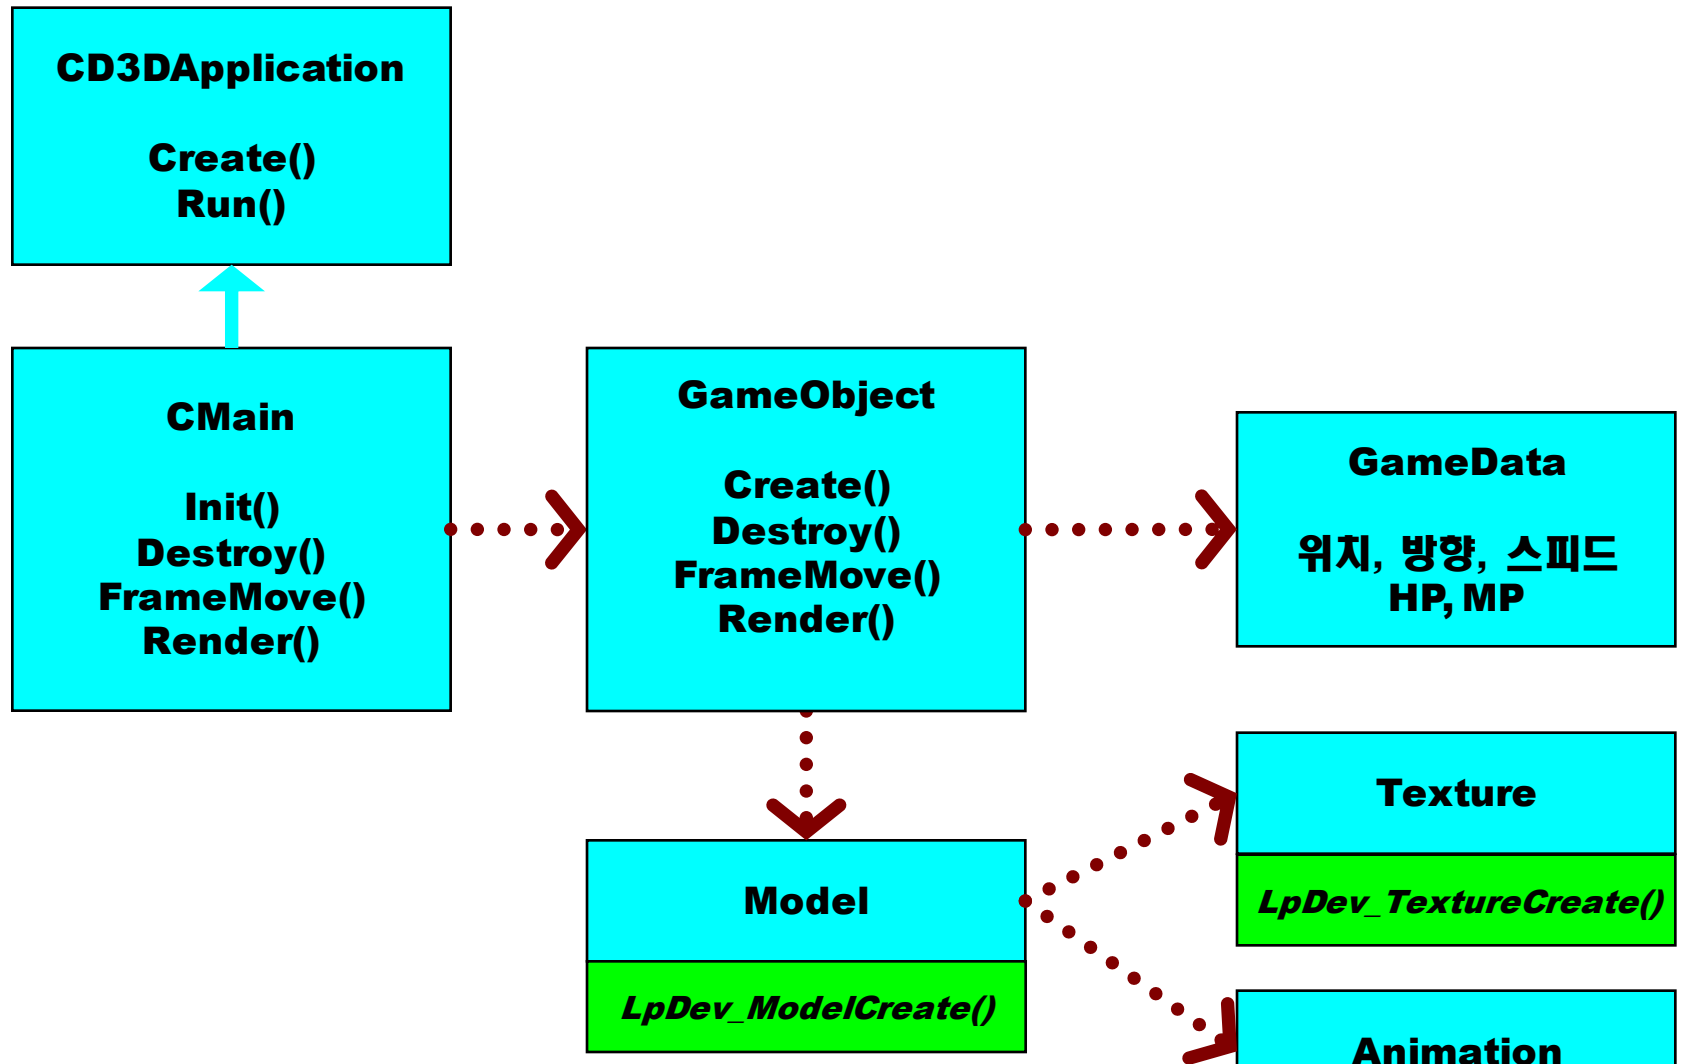 CD3DApplication
Create()
Run()
CMain
Init()
Destroy()
FrameMove()
Render()
GameObject
Create()
Destroy()
FrameMove()
Render()
GameData
위치, 방향, 스피드
HP, MP
Model
LpDev_ModelCreate()
Texture
LpDev_TextureCreate()
Animation